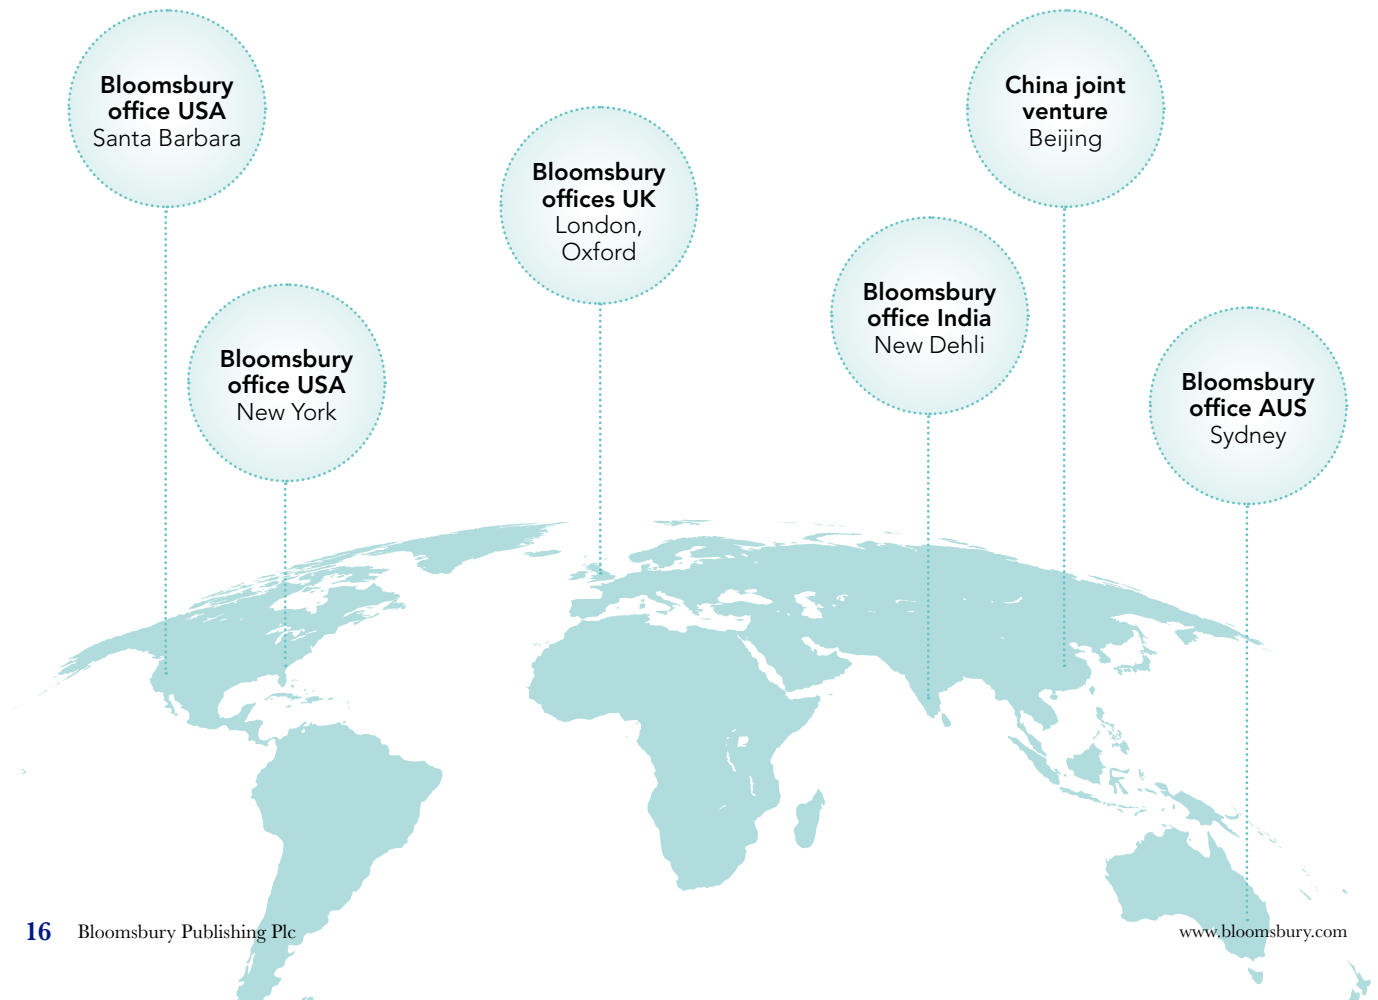 Bloomsbury
office USA
Santa Barbara
Bloomsbury
office USA
New York
Bloomsbury
offices UK
London,
Oxford
Bloomsbury
office India
New Dehli
China joint
venture
Beijing
Bloomsbury
office AUS
Sydney
16 Bloomsbury Publishing Plc
www.bloomsbury.com